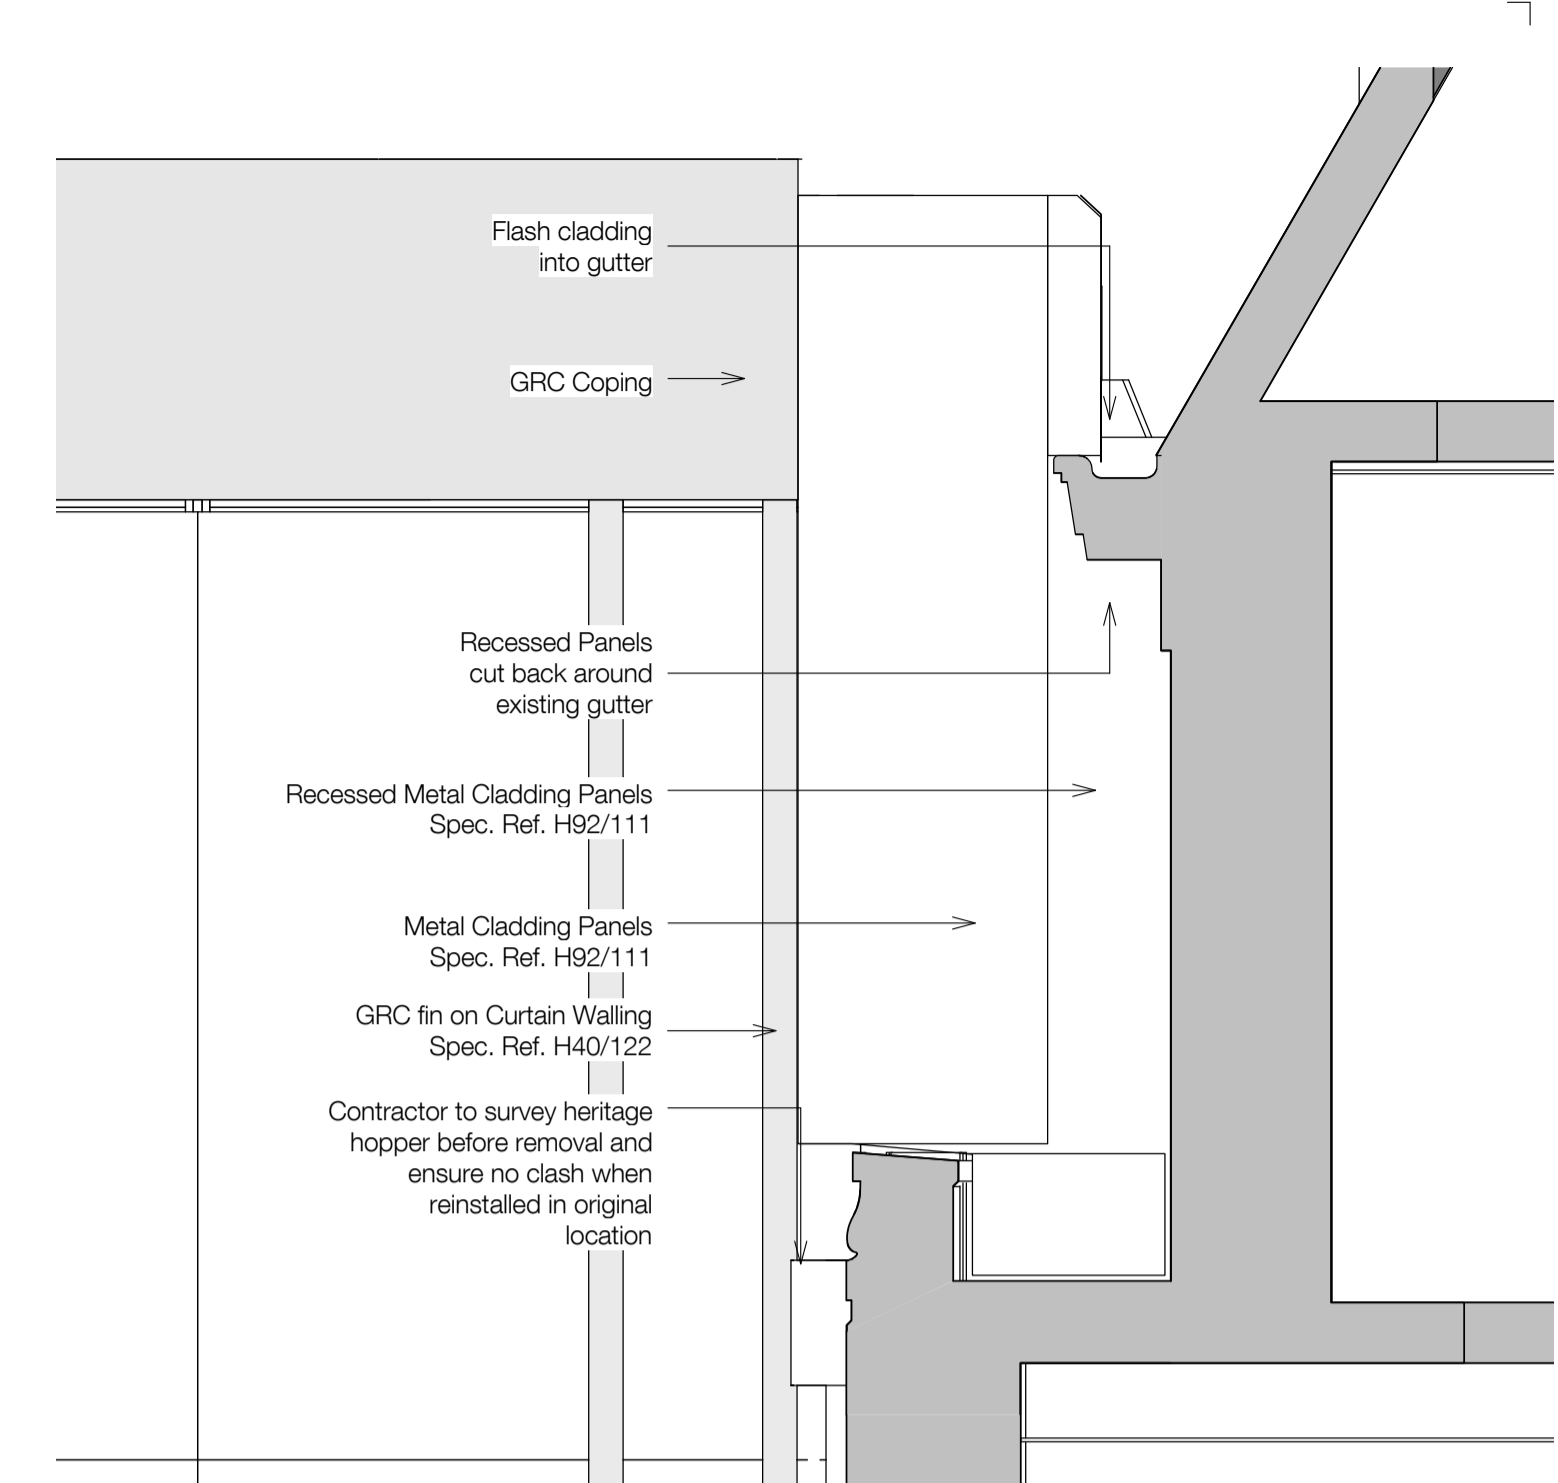 Flash cladding
into gutter
GRC Coping
Recessed Panels
cut back around
existing gutter
Recessed Metal Cladding Panels
Spec. Ref. H92/111
Metal Cladding Panels
Spec. Ref. H92/111
GRC fin on Curtain Walling
Spec. Ref. H40/122
Contractor to survey heritage
hopper before removal and
ensure no clash when
reinstalled in original
location